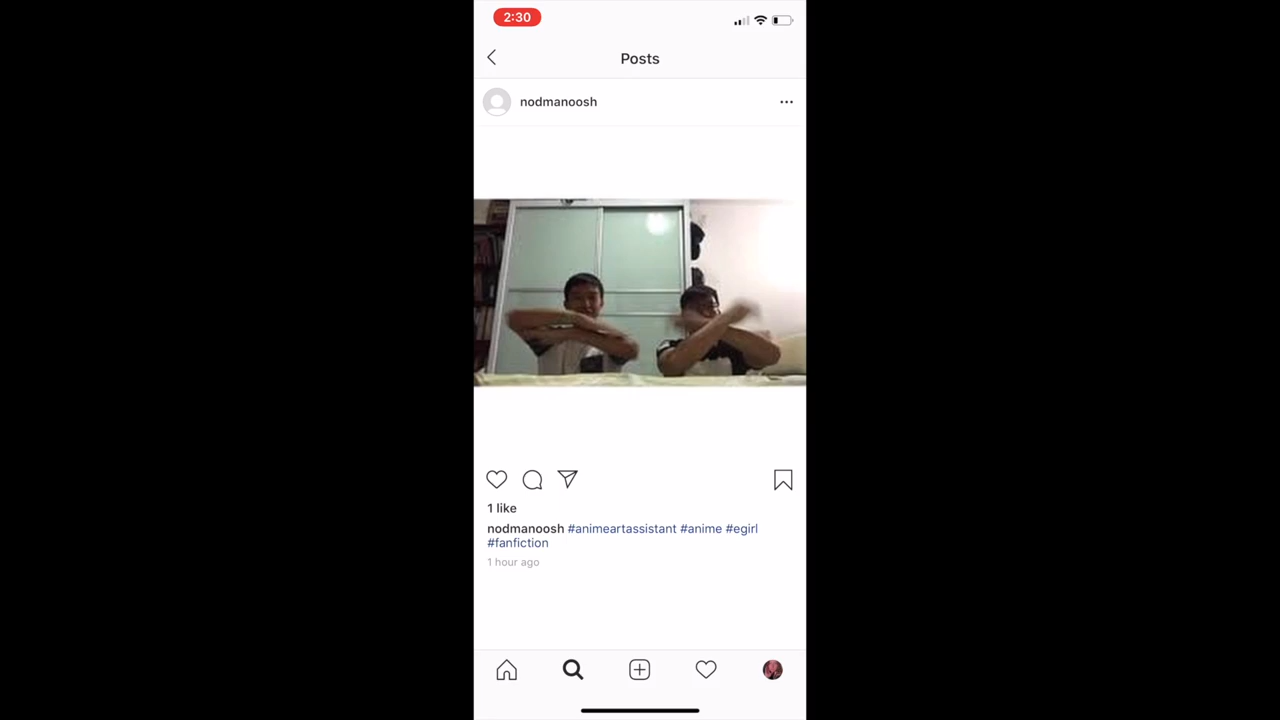 2:30
Posts
nodmanoosh
1 like
nodmanoosh #animeartassistant #anime #egirl
#fanfiction
1 hour ago